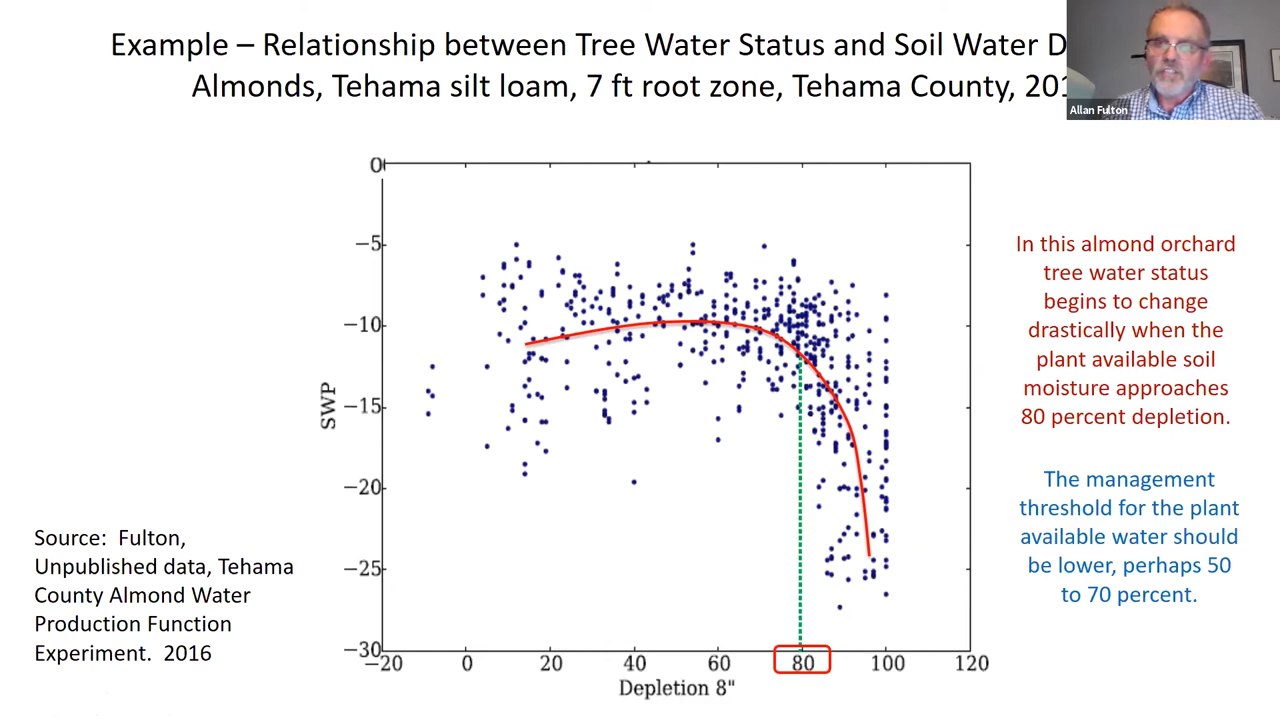 Example – Relationship between Tree Water Status and Soil Water
Almonds, Tehama silt loam, 7 ft root zone, Tehama County,
Allan Fulton
0
−5
−10
−15
−20
−25
−30
SWP
−20 0 20 40 60 80 100 120
Depletion 8"
In this almond orchard
tree water status
begins to change
drastically when the
plant available soil
moisture approaches
80 percent depletion.
The management
threshold for the plant
available water should
be lower, perhaps 50
to 70 percent.
Source: Fulton,
Unpublished data, Tehama
County Almond Water
Production Function
Experiment. 2016